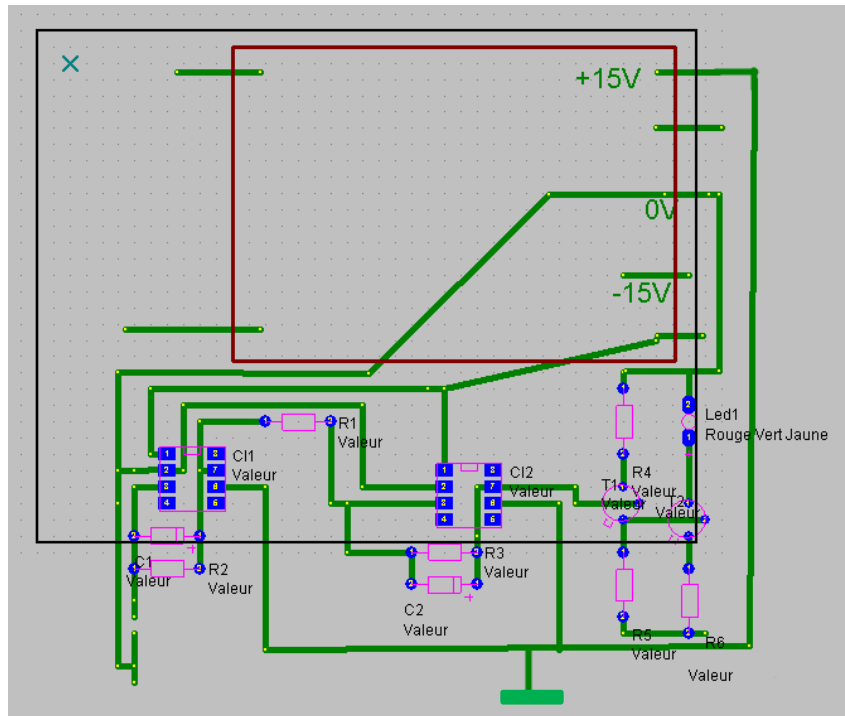 +15V
0V
-15V
Led1
Rouge Vert Jaune
R1
Valeur
CI1
Valeur
1
2
3
4
8
7
6
5
CI2
Valeur
1
2
3
4
8
7
6
5
R4
Valeur
T1
Valeur
T2
Valeur
C1
Valeur
R2
Valeur
R3
Valeur
C2
Valeur
R5
Valeur
R6
Valeur